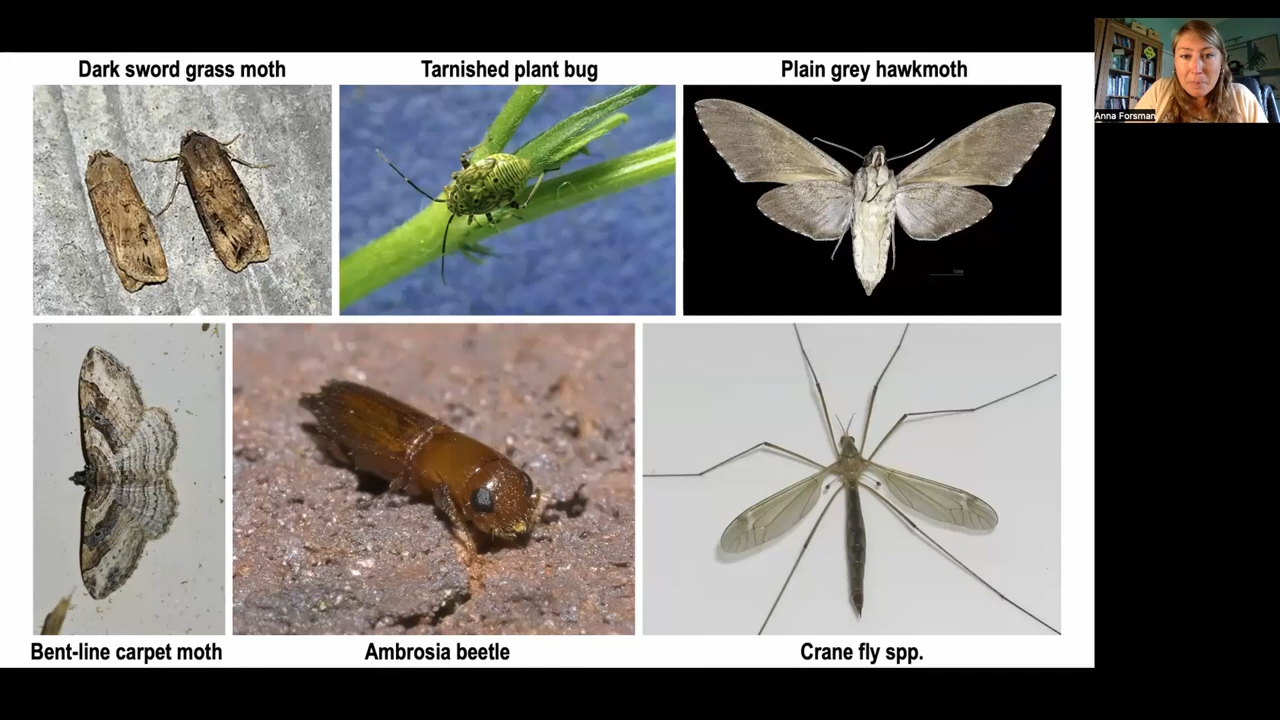 Dark sword grass moth
Tarnished plant bug
Plain grey hawkmoth
Anna Forsman
Bent-line carpet moth
Ambrosia beetle
Crane fly spp.